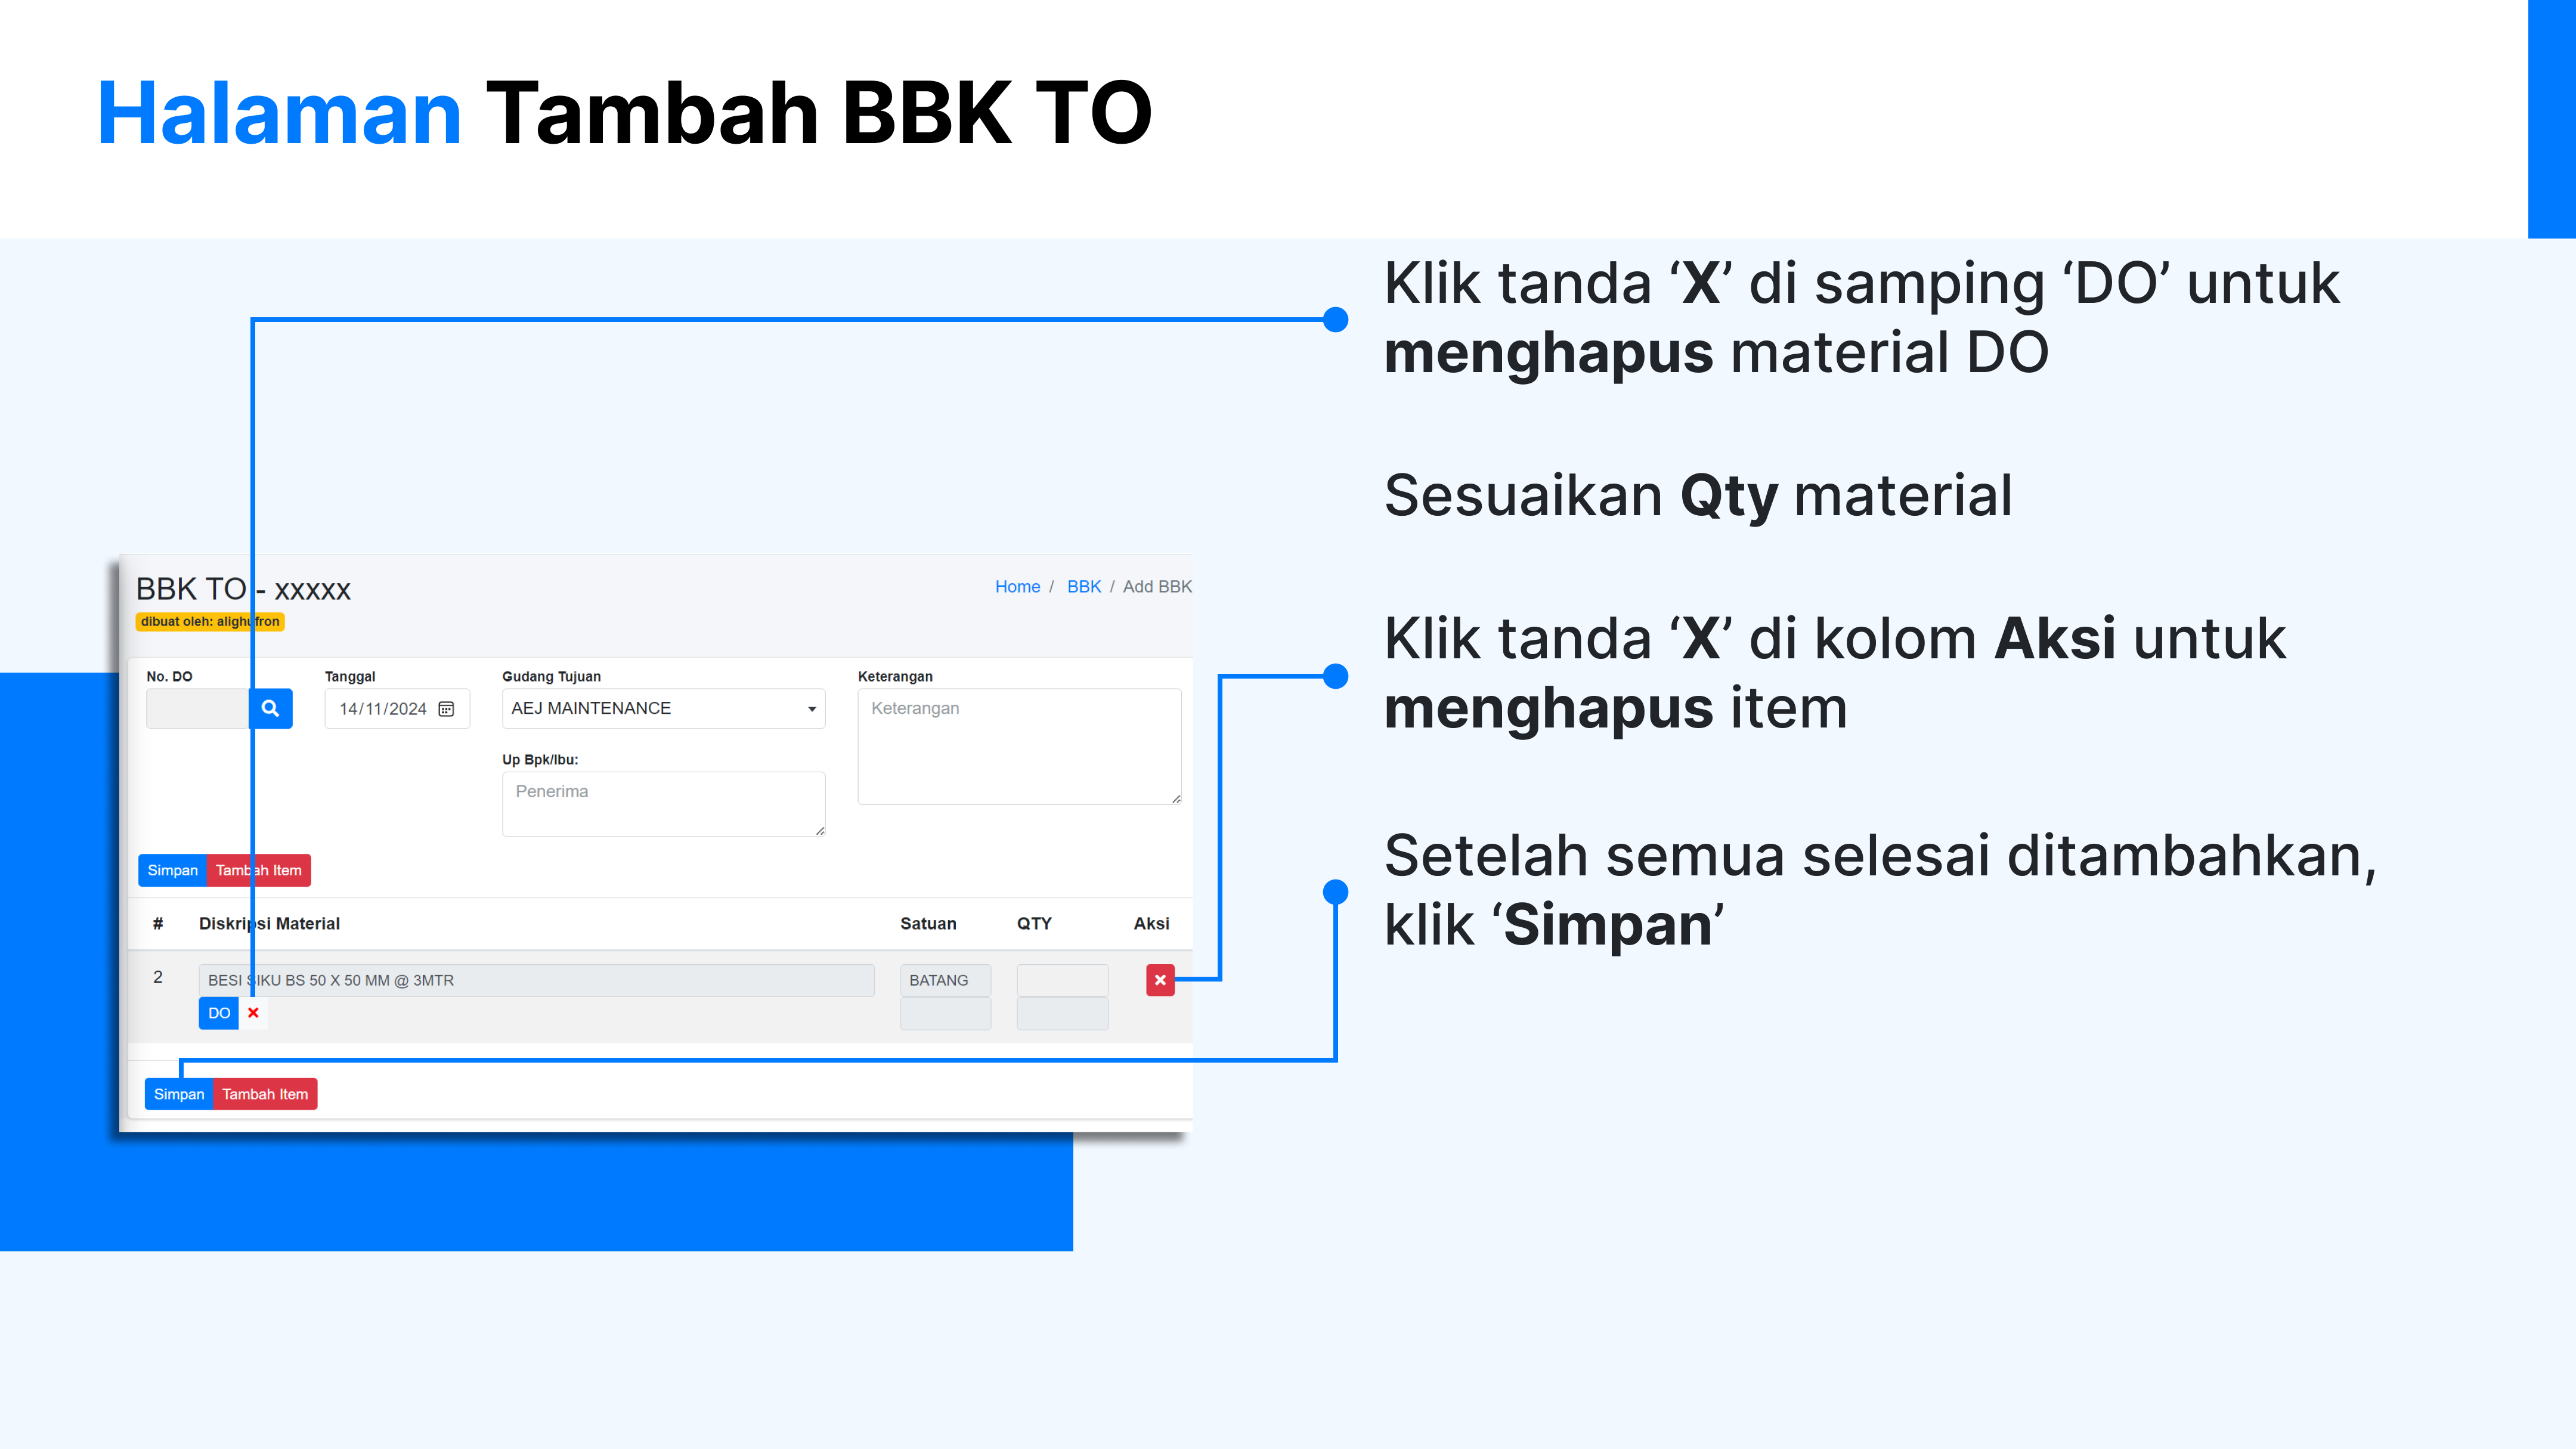 Halaman Tambah BBK TO
Klik tanda ‘X’ di samping ‘DO’ untuk
menghapus material DO
Sesuaikan Qty material
Klik tanda ‘X’ di kolom Aksi untuk
menghapus item
Setelah semua selesai ditambahkan,
klik ‘Simpan’
BBK TO - xxxxx
Home / BBK / Add BBK
dibuat oleh: alighufron
No. DO Tanggal Gudang Tujuan Keterangan
14/11/2024 AEJ MAINTENANCE Keterangan
Up Bpk/Ibu:
Penerima
Simpan Tambah Item
# Diskripsi Material Satuan QTY Aksi
2 BESI SIKU BS 50 X 50 MM @ 3MTR BATANG
DO
Simpan Tambah Item